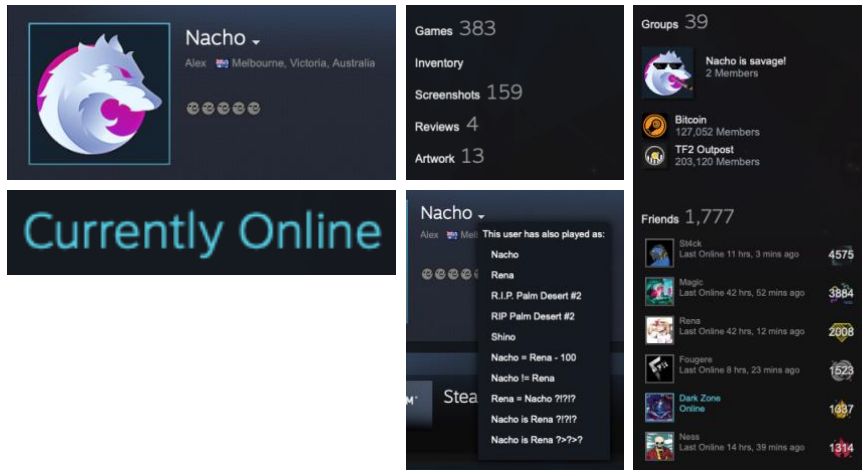 Nacho
Alex Melbourne, Victoria, Australia
Games 383
Inventory
Screenshots 159
Reviews 4
Artwork 13
Groups 39
Nacho is savage!
2 Members
Bitcoin
127,052 Members
TF2 Outpost
203,120 Members
Currently Online
Nacho
Alex Mel
This user has also played as:
Nacho
Rena
R.I.P. Palm Desert #2
RIP Palm Desert #2
Shino
Nacho = Rena - 100
Nacho != Rena
Rena = Nacho ?!?!?
Nacho is Rena ?!?!?
Nacho is Rena ?>?>?
Stea
Friends 1,777
St4ck
Last Online 11 hrs, 3 mins ago
4575
Magic
Last Online 42 hrs, 52 mins ago
3884
Rena
Last Online 42 hrs, 12 mins ago
2008
Fougere
Last Online 8 hrs, 23 mins ago
1523
Dark Zone
Online
1337
Ness
Last Online 14 hrs, 39 mins ago
1314